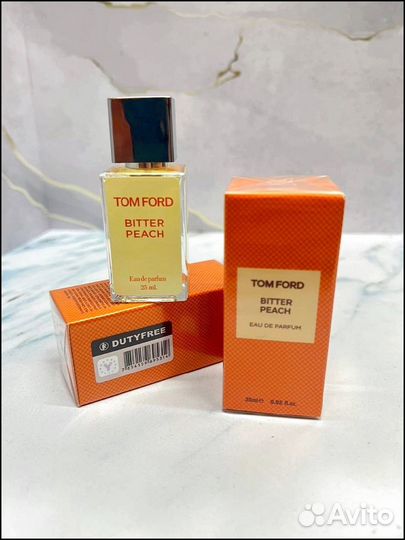 TOM FORD
BITTER
PEACH
Eau de parfum
25 ml.
DUTYFREE
TOM FORD
BITTER
PEACH
EAU DE PARFUM
Avito